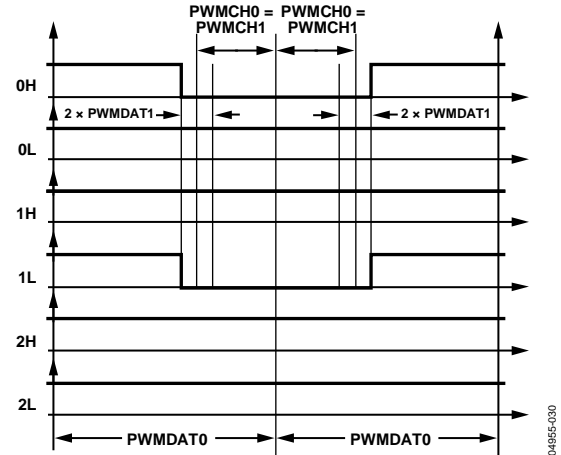 PWMCH0 = PWMCH0 =
PWMCH1 PWMCH1
0H
2 × PWMDAT1 2 × PWMDAT1
0L
1H
1L
2H
2L
PWMDAT0 PWMDAT0
04955-030